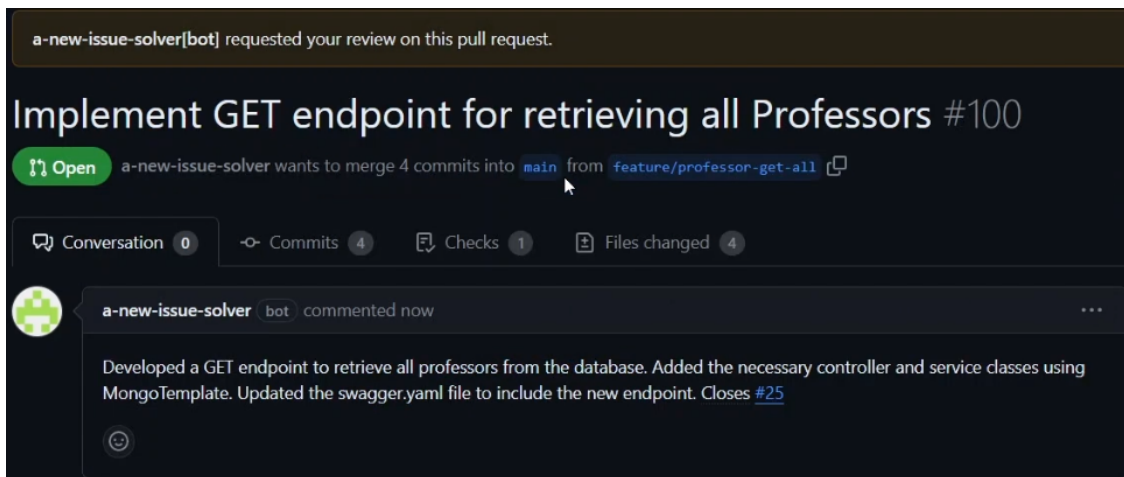 a-new-issue-solver[bot] requested your review on this pull request.
Implement GET endpoint for retrieving all Professors #100
Open a-new-issue-solver wants to merge 4 commits into main from feature/professor-get-all
Conversation 0 Commits 4 Checks 1 Files changed 4
a-new-issue-solver bot commented now
Developed a GET endpoint to retrieve all professors from the database. Added the necessary controller and service classes using
MongoTemplate. Updated the swagger.yaml file to include the new endpoint. Closes #25